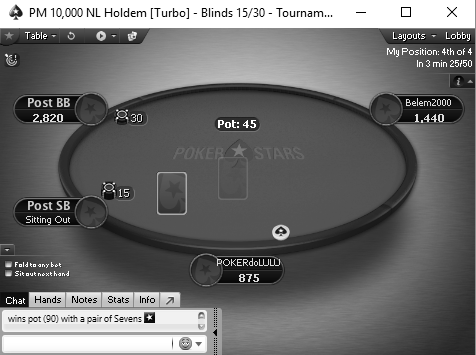 PM 10,000 NL Holdem [Turbo] - Blinds 15/30 - Tournam...
Table
Layouts
Lobby
My Position: 4th of 4
In 3 min 25/50
Post BB
2,820
30
Pot: 45
Belem2000
1,440
POKER STARS
15
Post SB
Sitting Out
POKERdoLULU
875
Fold to any bet
Sit out next hand
Chat Hands Notes Stats Info
wins pot (90) with a pair of Sevens